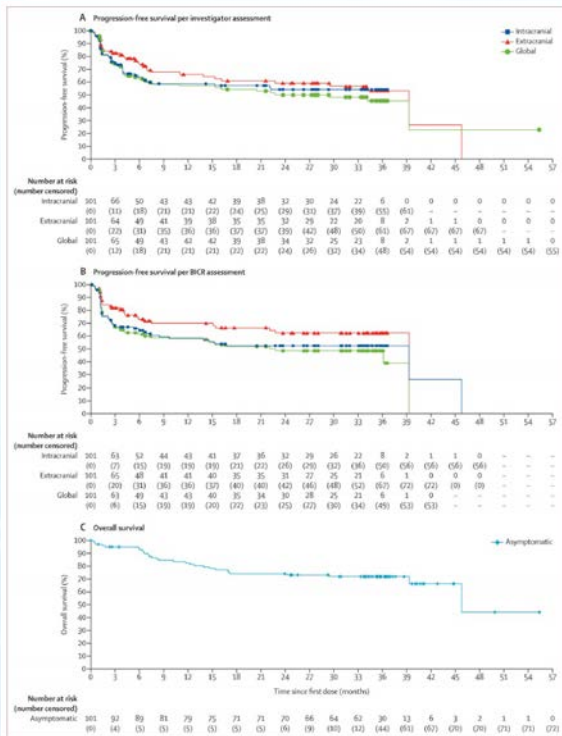 A Progression-free survival per investigator assessment
Intracranial
Extracranial
Global
Progression-free survival (%)
100
90
80
70
60
50
40
30
20
10
0
0 3 6 9 12 15 18 21 24 27 30 33 36 39 42 45 48 51 54 57
Number at risk
(number censored)
Intracranial 101 66 50 43 43 42 39 38 32 30 24 22 6 0 0 0 0 0 0 0
(0) (11) (18) (21) (21) (22) (24) (25) (29) (31) (37) (39) (55) (61) – – – – – –
Extracranial 101 64 49 41 39 38 35 35 32 29 22 20 8 2 1 1 0 0 0 0
(0) (22) (31) (35) (36) (36) (37) (37) (39) (42) (48) (50) (61) (67) (67) (67) (67) – – –
Global 101 65 49 43 42 42 39 38 34 32 25 23 8 2 1 1 1 1 1 0
(0) (12) (18) (21) (21) (21) (22) (22) (24) (26) (32) (34) (48) (54) (54) (54) (54) (54) (54) (55)
B Progression-free survival per BICR assessment
Progression-free survival (%)
100
90
80
70
60
50
40
30
20
10
0
0 3 6 9 12 15 18 21 24 27 30 33 36 39 42 45 48 51 54 57
Number at risk
(number censored)
Intracranial 101 63 52 44 43 41 37 36 32 29 26 22 8 2 1 1 0 – – –
(0) (7) (15) (19) (19) (19) (21) (22) (26) (29) (32) (36) (50) (56) (56) (56) (56) – – –
Extracranial 101 65 48 41 41 40 35 35 31 27 25 21 6 1 0 0 0 – – –
(0) (20) (31) (36) (36) (37) (40) (40) (42) (46) (48) (52) (67) (72) (72) (0) (0) – – –
Global 101 63 49 43 43 40 35 34 30 28 25 21 6 1 0
(0) (6) (15) (19) (19) (20) (22) (23) (25) (27) (30) (34) (49) (53) (53) – – – – –
C Overall survival
Asymptomatic
Overall survival (%)
100
90
80
70
60
50
40
30
20
10
0
0 3 6 9 12 15 18 21 24 27 30 33 36 39 42 45 48 51 54 57
Time since first dose (months)
Number at risk
(number censored)
Asymptomatic 101 92 89 81 79 75 71 71 70 66 64 62 30 13 6 3 2 1 1 0
(0) (4) (5) (5) (5) (5) (5) (5) (6) (9) (10) (12) (44) (61) (67) (20) (20) (71) (71) (72)